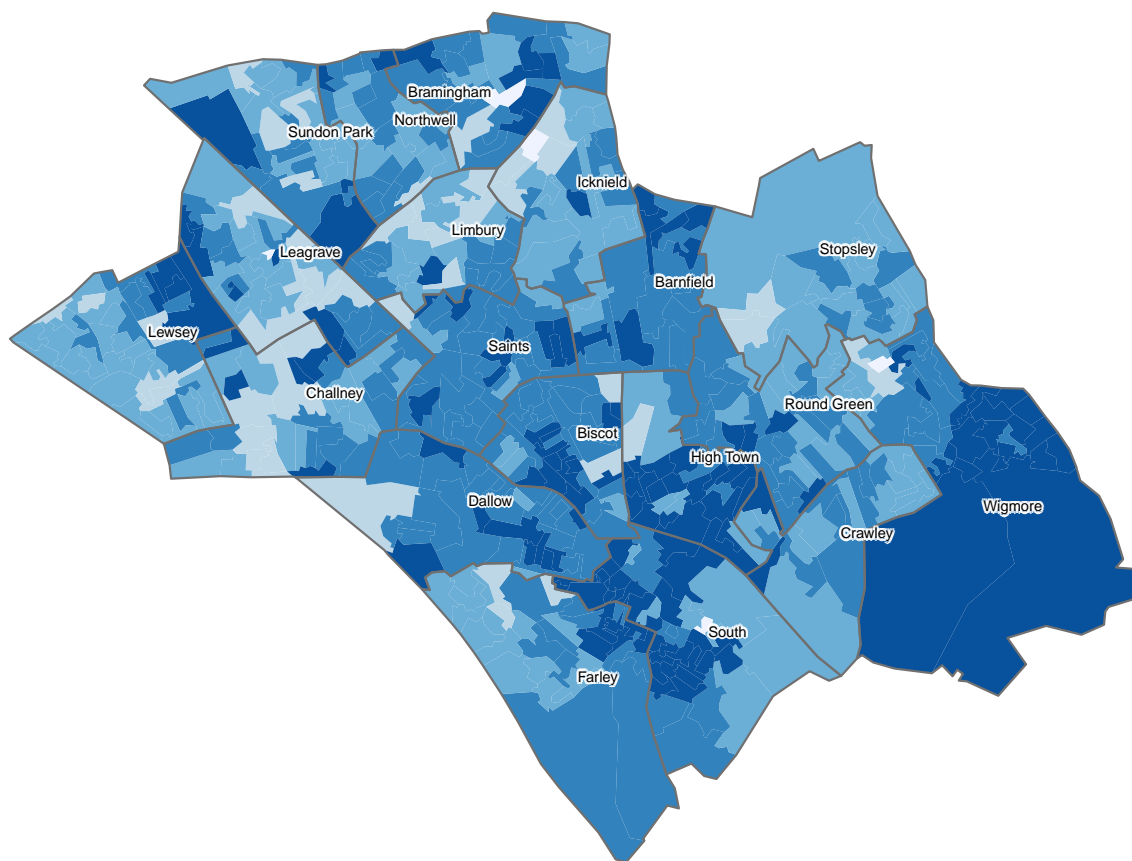 Bramingham
Northwell
Sundon Park
Icknield
Limbury
Stopsley
Leagrave
Barnfield
Lewsey
Saints
Challney
Round Green
Biscot
High Town
Dallow
Wigmore
Crawley
South
Farley